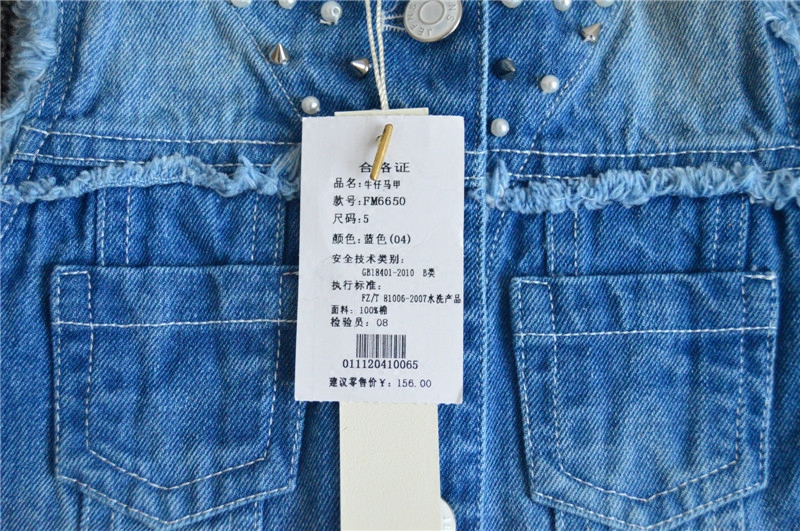 合格证
品名:牛仔马甲
款号:FM6650
尺码:5
颜色:蓝色(04)
安全技术类别:
GB18401-2010 B类
执行标准:
FZ/T 81006-2007水洗产品
面料: 100%棉
检验员: 08
011120410065
建议零售价¥: 156.00